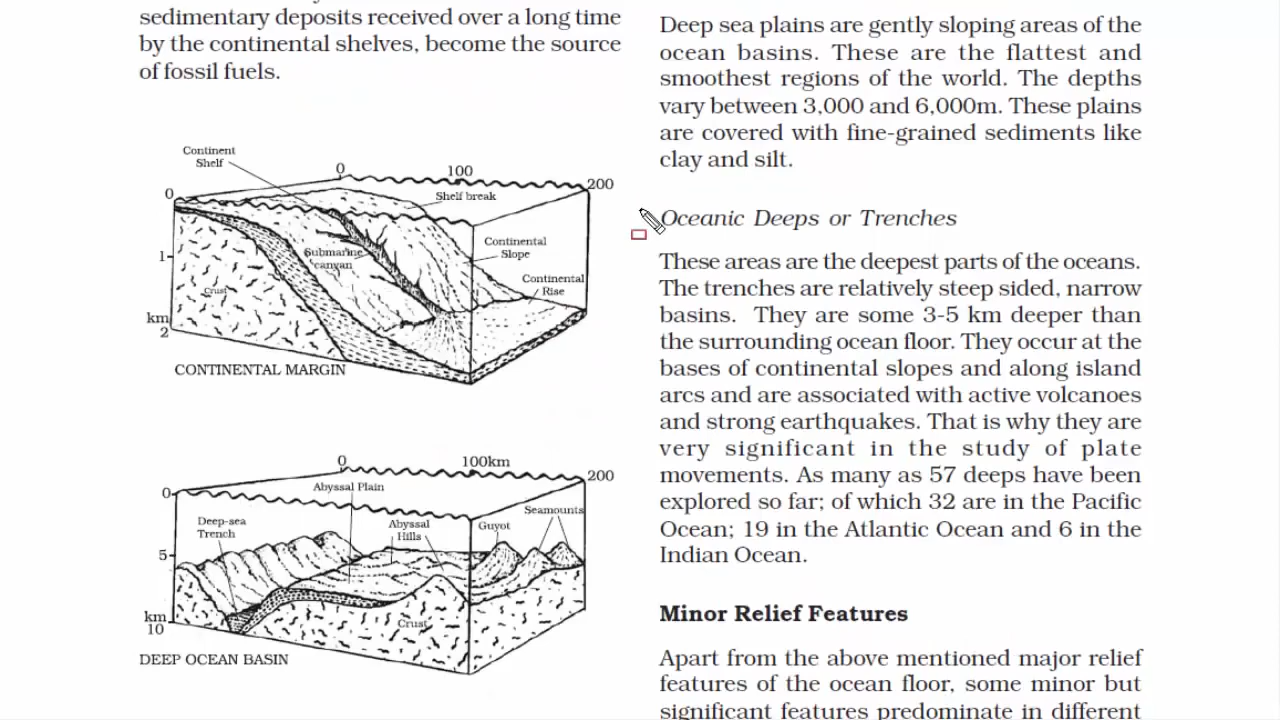 sedimentary deposits received over a long time
by the continental shelves, become the source
of fossil fuels.
Continent
Shelf
0
100
200
0
Shelf break
Continental
Slope
Submarine
canyan
1
Continental
Rise
Crust
km
2
CONTINENTAL MARGIN
0
100km
200
0
Abyssal Plain
Deep-sea
Trench
Abyssal
Hills
Guyot
Seamounts
5
km
10
Crust
DEEP OCEAN BASIN
Deep sea plains are gently sloping areas of the
ocean basins. These are the flattest and
smoothest regions of the world. The depths
vary between 3,000 and 6,000m. These plains
are covered with fine-grained sediments like
clay and silt.
Oceanic Deeps or Trenches
These areas are the deepest parts of the oceans.
The trenches are relatively steep sided, narrow
basins. They are some 3-5 km deeper than
the surrounding ocean floor. They occur at the
bases of continental slopes and along island
arcs and are associated with active volcanoes
and strong earthquakes. That is why they are
very significant in the study of plate
movements. As many as 57 deeps have been
explored so far; of which 32 are in the Pacific
Ocean; 19 in the Atlantic Ocean and 6 in the
Indian Ocean.
Minor Relief Features
Apart from the above mentioned major relief
features of the ocean floor, some minor but
significant features predominate in different